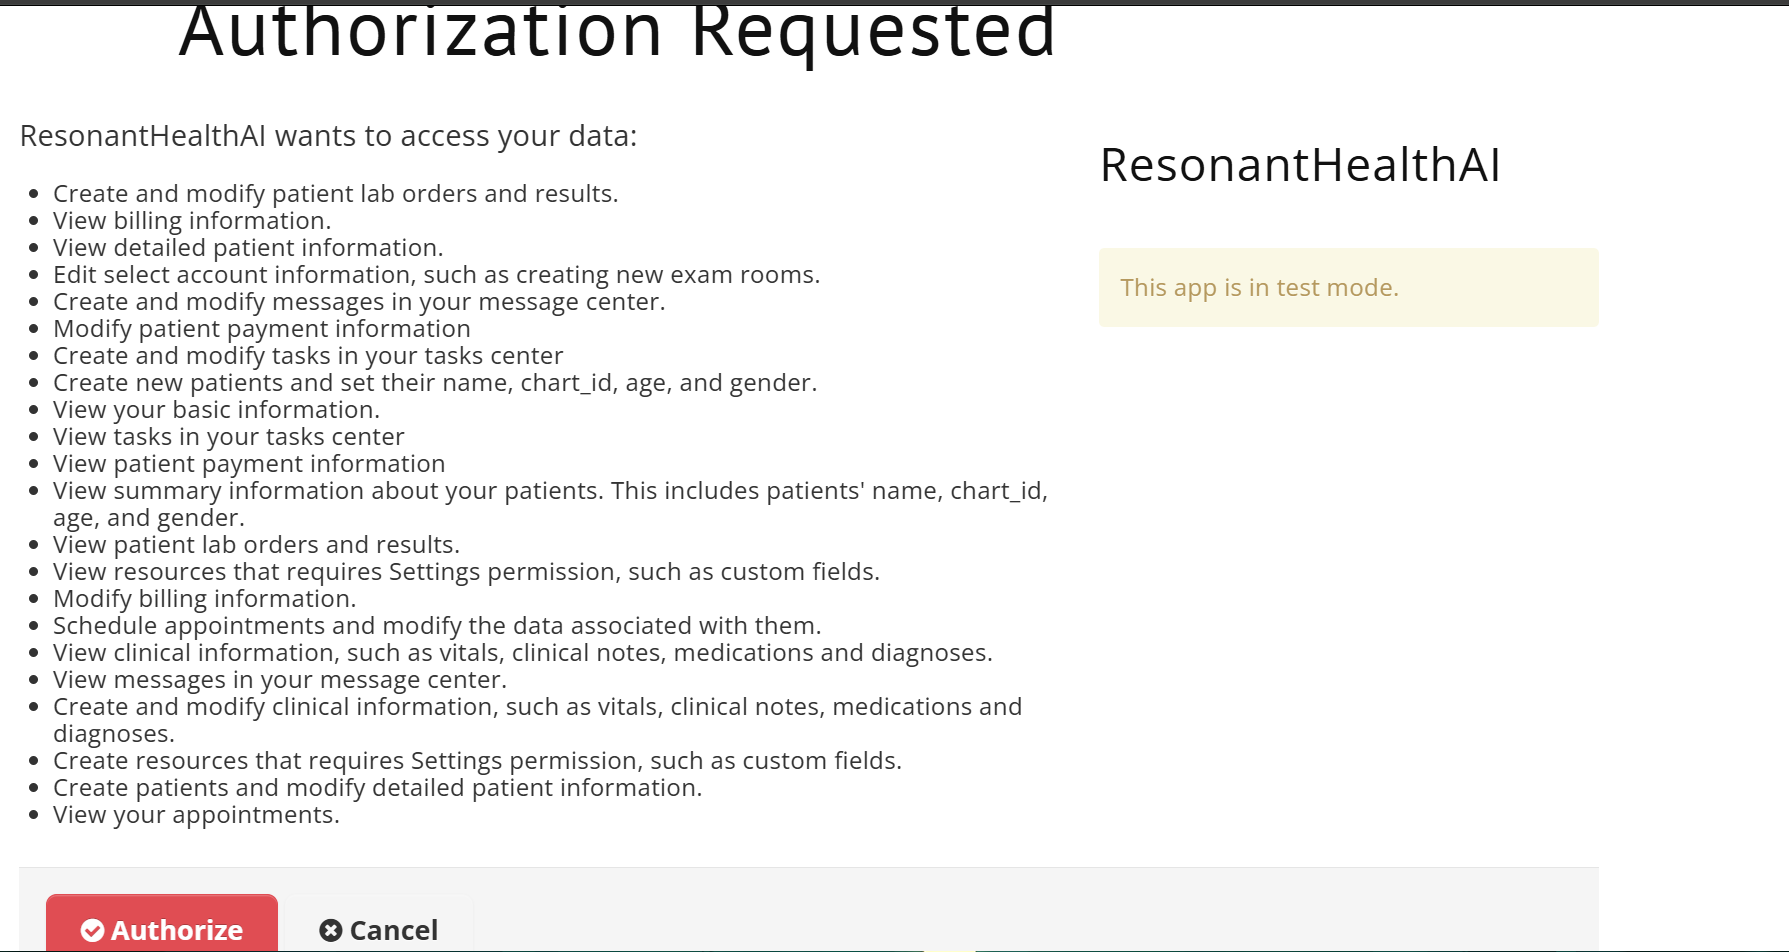 Authorization Requested
ResonantHealthAI wants to access your data:
Create and modify patient lab orders and results.
View billing information.
View detailed patient information.
Edit select account information, such as creating new exam rooms.
Create and modify messages in your message center.
Modify patient payment information
Create and modify tasks in your tasks center
Create new patients and set their name, chart_id, age, and gender.
View your basic information.
View tasks in your tasks center
View patient payment information
View summary information about your patients. This includes patients' name, chart_id,
age, and gender.
View patient lab orders and results.
View resources that requires Settings permission, such as custom fields.
Modify billing information.
Schedule appointments and modify the data associated with them.
View clinical information, such as vitals, clinical notes, medications and diagnoses.
View messages in your message center.
Create and modify clinical information, such as vitals, clinical notes, medications and
diagnoses.
Create resources that requires Settings permission, such as custom fields.
Create patients and modify detailed patient information.
View your appointments.
ResonantHealthAI
This app is in test mode.
Authorize
Cancel